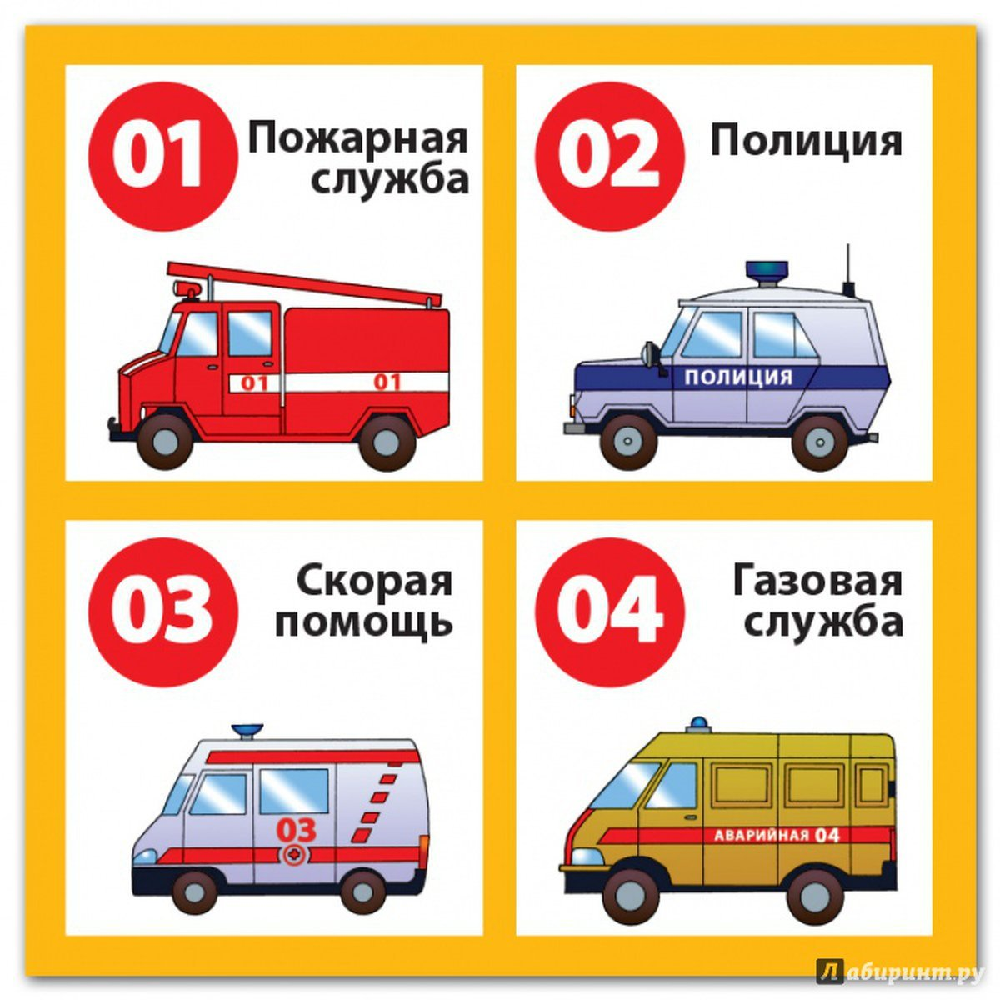 01
Пожарная
служба
01 01
02
Полиция
ПОЛИЦИЯ
03
Скорая
помощь
03
04
Газовая
служба
АВАРИЙНАЯ 04
Лабиринт.ру